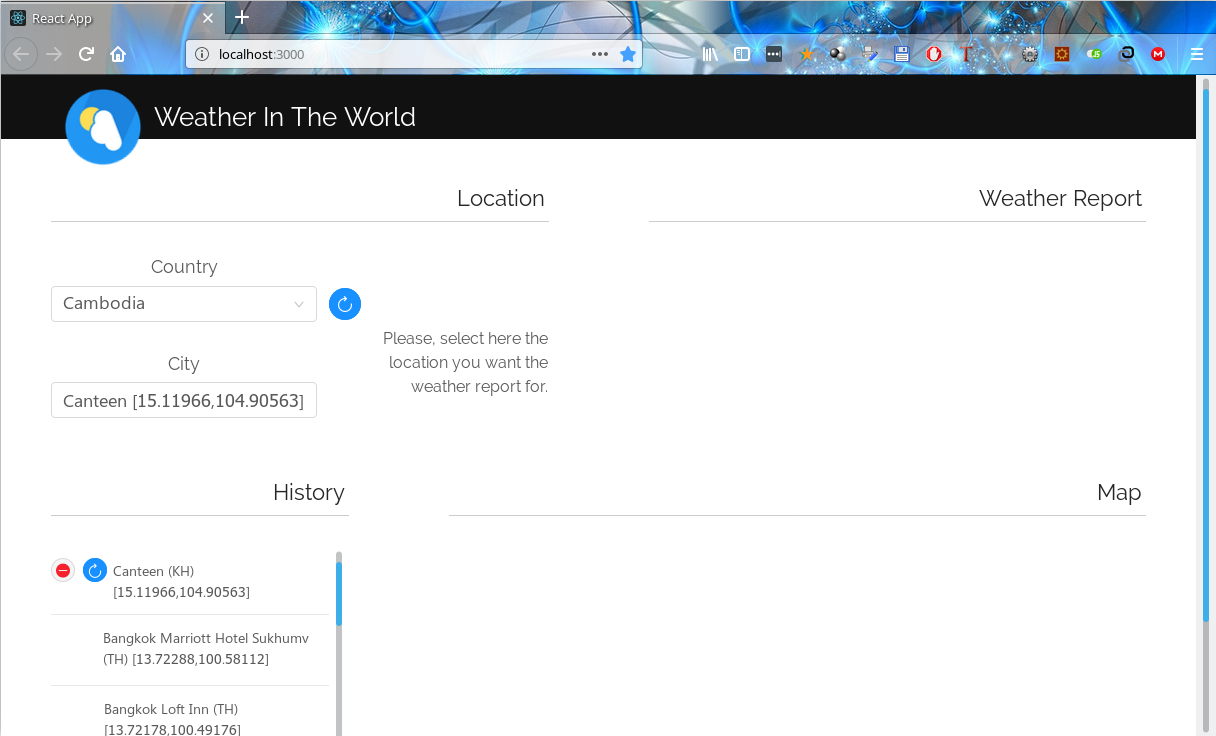 React App
localhost:3000
Weather In The World
Location
Weather Report
Country
Cambodia
Please, select here the
location you want the
weather report for.
City
Canteen [15.11966,104.90563]
History
Map
Canteen (KH)
[15.11966,104.90563]
Bangkok Marriott Hotel Sukhumv
(TH) [13.72288,100.58112]
Bangkok Loft Inn (TH)
[13.72178,100.49176]